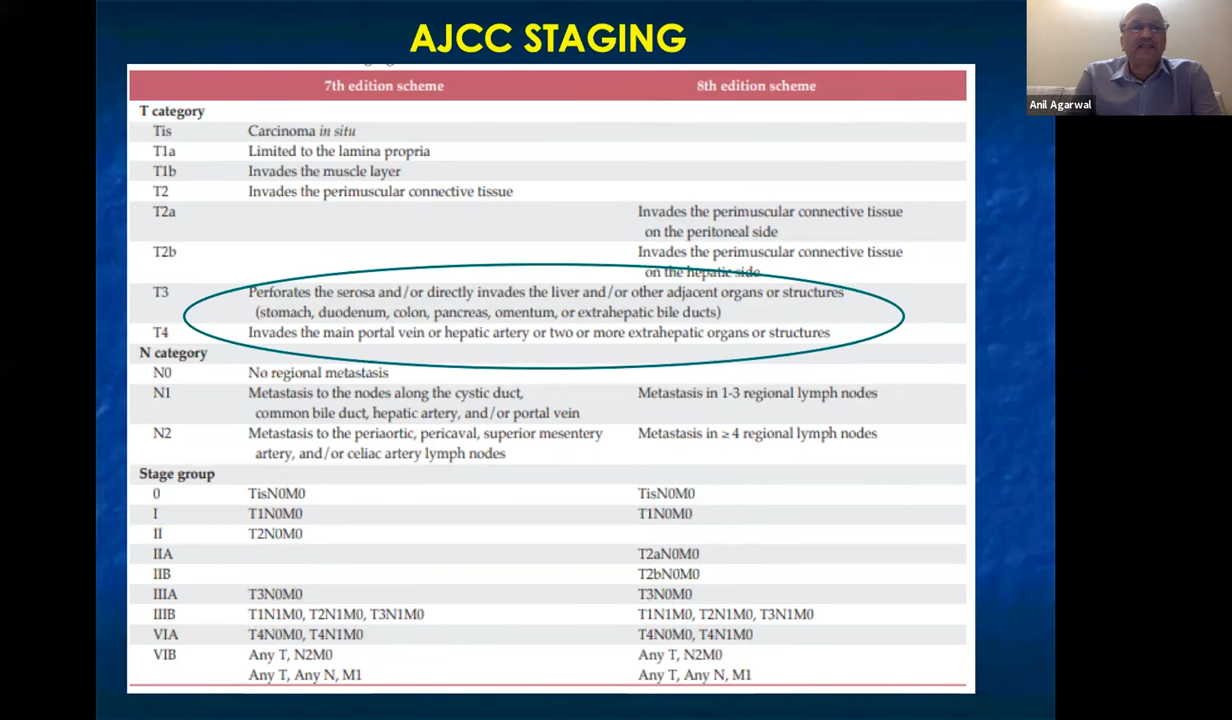 AJCC STAGING
Anil Agarwal
7th edition scheme 8th edition scheme
T category
Tis Carcinoma in situ
T1a Limited to the lamina propria
T1b Invades the muscle layer
T2 Invades the perimuscular connective tissue
T2a Invades the perimuscular connective tissue
on the peritoneal side
T2b Invades the perimuscular connective tissue
on the hepatic side
T3 Perforates the serosa and/or directly invades the liver and/or other adjacent organs or structures
(stomach, duodenum, colon, pancreas, omentum, or extrahepatic bile ducts)
T4 Invades the main portal vein or hepatic artery or two or more extrahepatic organs or structures
N category
N0 No regional metastasis
N1 Metastasis to the nodes along the cystic duct, Metastasis in 1-3 regional lymph nodes
common bile duct, hepatic artery, and/or portal vein
N2 Metastasis to the periaortic, pericaval, superior mesentery Metastasis in ≥ 4 regional lymph nodes
artery, and/or celiac artery lymph nodes
Stage group
0 TisN0M0 TisN0M0
I T1N0M0 T1N0M0
II T2N0M0
IIA T2aN0M0
IIB T2bN0M0
IIIA T3N0M0 T3N0M0
IIIB T1N1M0, T2N1M0, T3N1M0 T1N1M0, T2N1M0, T3N1M0
VIA T4N0M0, T4N1M0 T4N0M0, T4N1M0
VIB Any T, N2M0 Any T, N2M0
Any T, Any N, M1 Any T, Any N, M1